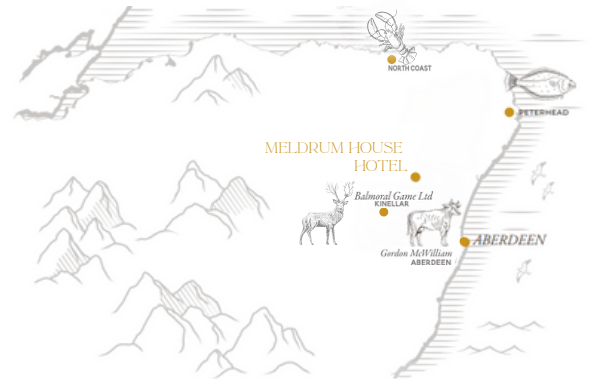 NORTH COAST
PETERHEAD
MELDRUM HOUSE
HOTEL
Balmoral Game Ltd
KINELLAR
ABERDEEN
Gordon McWilliam
ABERDEEN